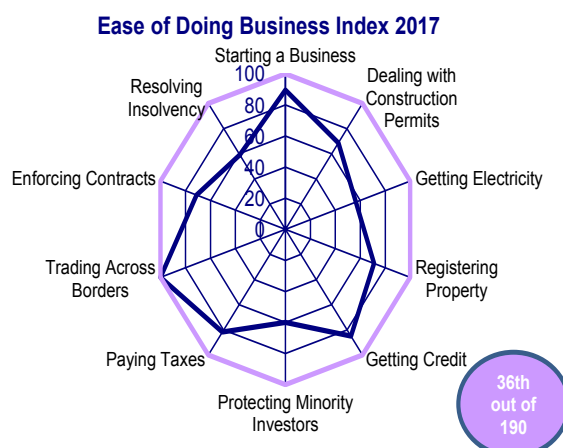 Ease of Doing Business Index 2017
Starting a Business
Dealing with
Construction
Permits
Getting Electricity
Registering
Property
Getting Credit
Protecting Minority
Investors
Paying Taxes
Trading Across
Borders
Enforcing Contracts
Resolving
Insolvency
100
80
60
40
20
0
36th
out of
190